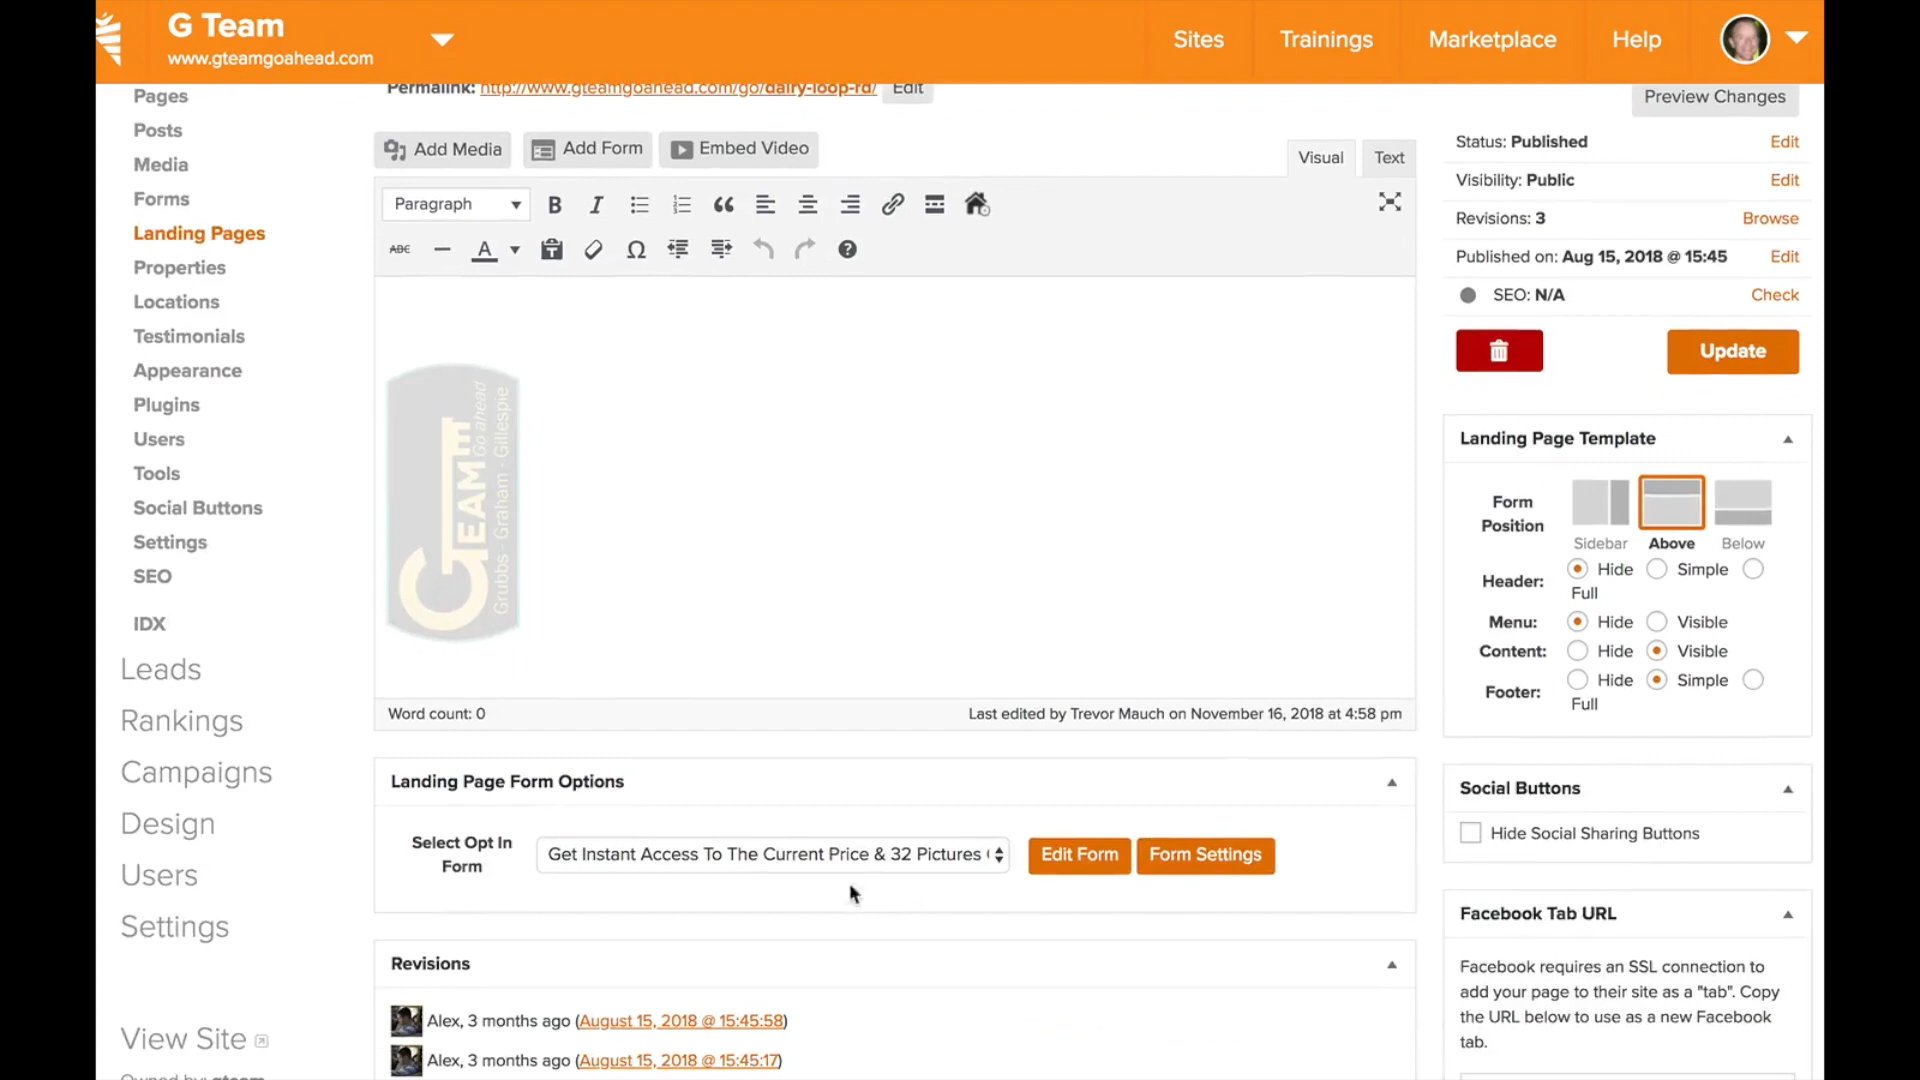 G Team
www.gteamgoahead.com
Sites
Trainings
Marketplace
Help
Pages
Posts
Media
Forms
Landing Pages
Properties
Locations
Testimonials
Appearance
Plugins
Users
Tools
Social Buttons
Settings
SEO
IDX
Leads
Rankings
Campaigns
Design
Users
Settings
View Site
Owned by: gteam
Permalink: http://www.gteamgoahead.com/go/dairy-loop-rd/ Edit
Add Media
Add Form
Embed Video
Visual
Text
Paragraph
B I
ABC
A
GTEAM
Go ahead
Grubbs - Graham - Gillespie
Word count: 0
Last edited by Trevor Mauch on November 16, 2018 at 4:58 pm
Landing Page Form Options
Select Opt In
Form
Get Instant Access To The Current Price & 32 Pictures
Edit Form
Form Settings
Revisions
Alex, 3 months ago (August 15, 2018 @ 15:45:58)
Alex, 3 months ago (August 15, 2018 @ 15:45:17)
Preview Changes
Status: Published Edit
Visibility: Public Edit
Revisions: 3 Browse
Published on: Aug 15, 2018 @ 15:45 Edit
SEO: N/A Check
Update
Landing Page Template
Form
Position
Sidebar Above Below
Header: Hide Simple
Full
Menu: Hide Visible
Content: Hide Visible
Footer: Hide Simple
Full
Social Buttons
Hide Social Sharing Buttons
Facebook Tab URL
Facebook requires an SSL connection to
add your page to their site as a "tab". Copy
the URL below to use as a new Facebook
tab.